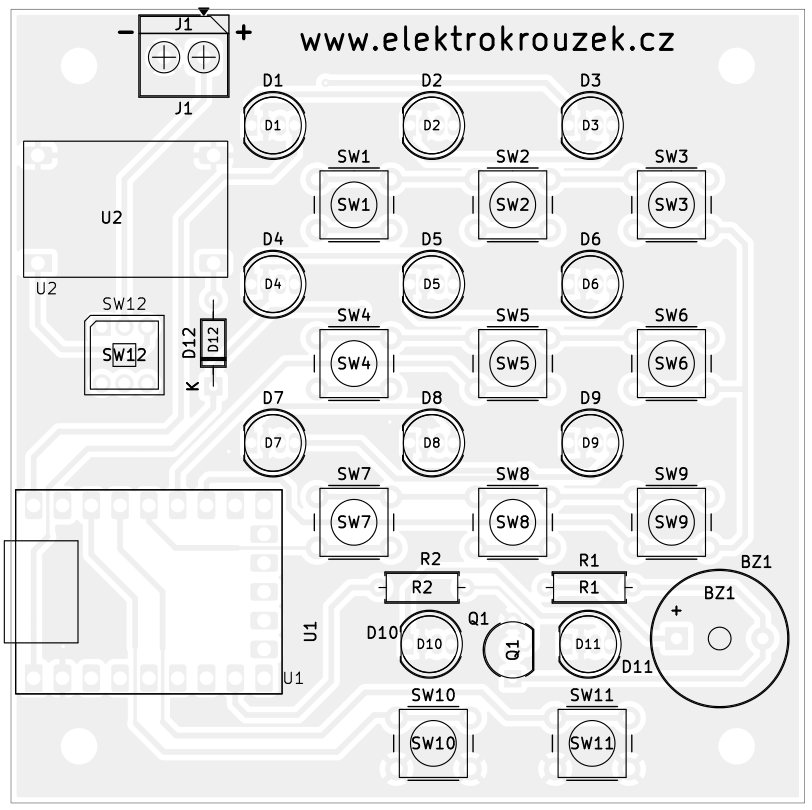 J1
- +
www.elektrokrouzek.cz
J1
D1 D2 D3
D1 D2 D3
SW1 SW2 SW3
SW1 SW2 SW3
U2
U2
D4 D5 D6
D4 D5 D6
SW12
SW12
D12
D12
K
SW4 SW5 SW6
SW4 SW5 SW6
D7 D8 D9
D7 D8 D9
SW7 SW8 SW9
SW7 SW8 SW9
R2 R1
R2 R1
BZ1
BZ1
+
U1
U1
D10
D10
Q1
Q1
D11
D11
SW10 SW11
SW10 SW11